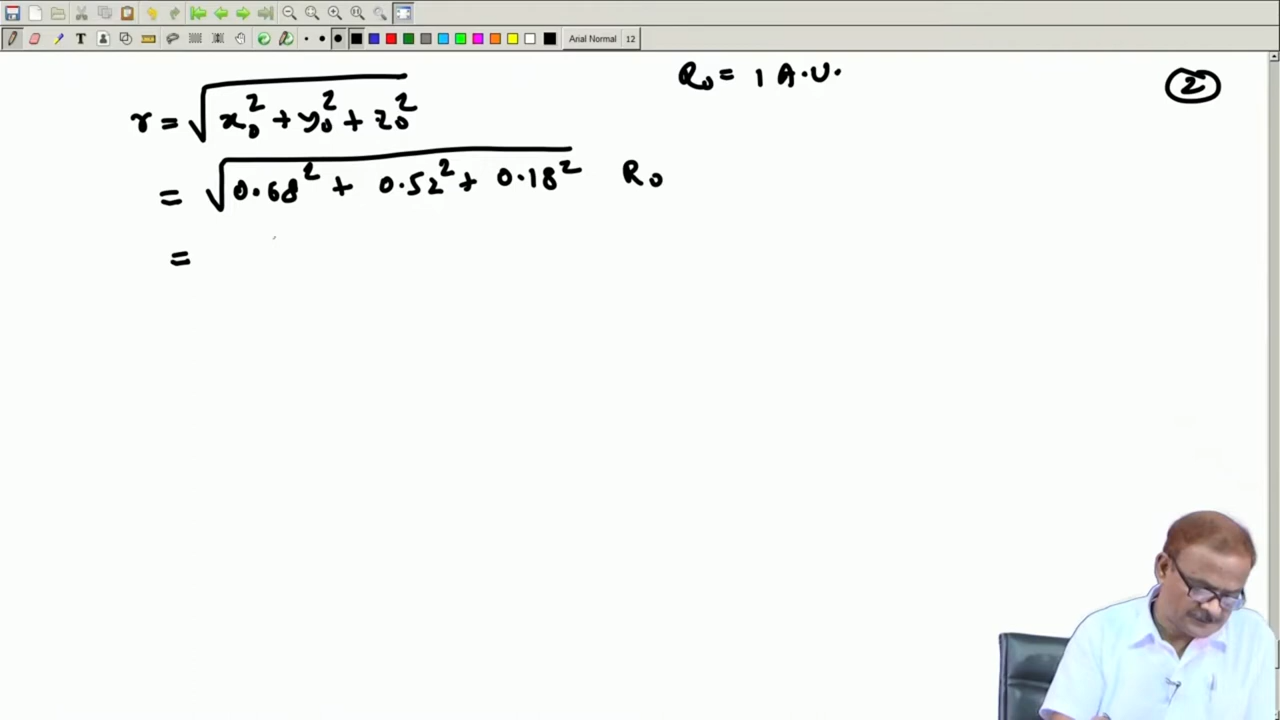 Arial Normal 12
R₀ = 1 A.U.
2
r = √(x₀² + y₀² + z₀²)
= √(0.68² + 0.52² + 0.18²) R₀
=